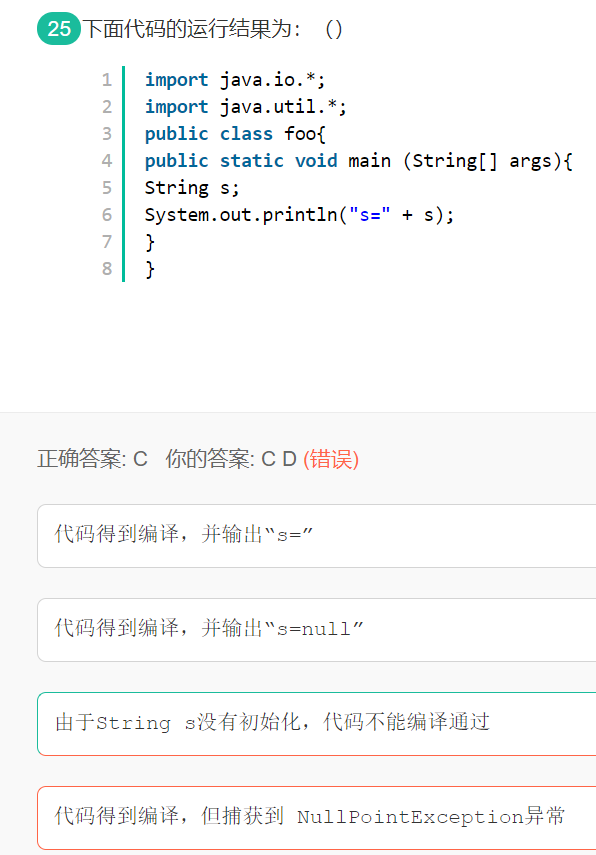 25 下面代码的运行结果为：（）
1 import java.io.*;
2 import java.util.*;
3 public class foo{
4 public static void main (String[] args){
5 String s;
6 System.out.println("s=" + s);
7 }
8 }
正确答案: C 你的答案: C D (错误)
代码得到编译，并输出“s=”
代码得到编译，并输出“s=null”
由于String s没有初始化，代码不能编译通过
代码得到编译，但捕获到 NullPointException异常